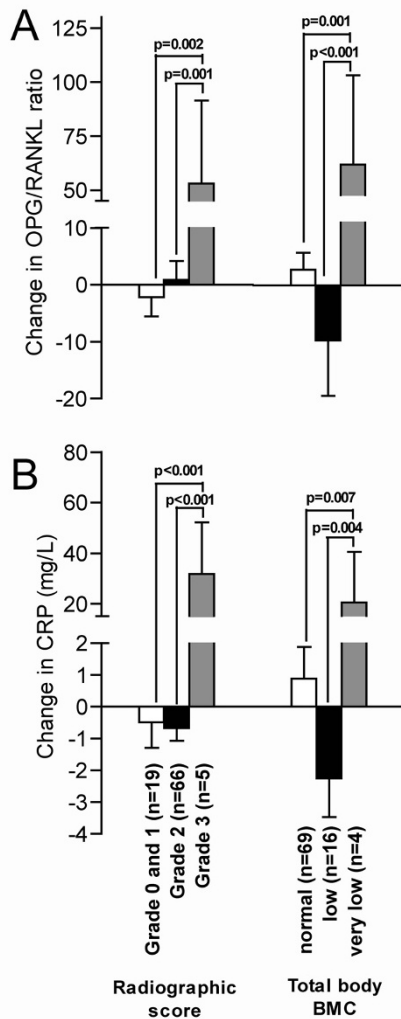 A
Change in OPG/RANKL ratio
125
100
75
50
10
0
-10
-20
p=0.002
p=0.001
p=0.001
p<0.001
B
Change in CRP (mg/L)
80
60
40
20
2
1
0
-1
-2
-3
-4
p<0.001
p<0.001
p=0.007
p=0.004
Grade 0 and 1 (n=19)
Grade 2 (n=66)
Grade 3 (n=5)
normal (n=69)
low (n=16)
very low (n=4)
Radiographic
score
Total body
BMC